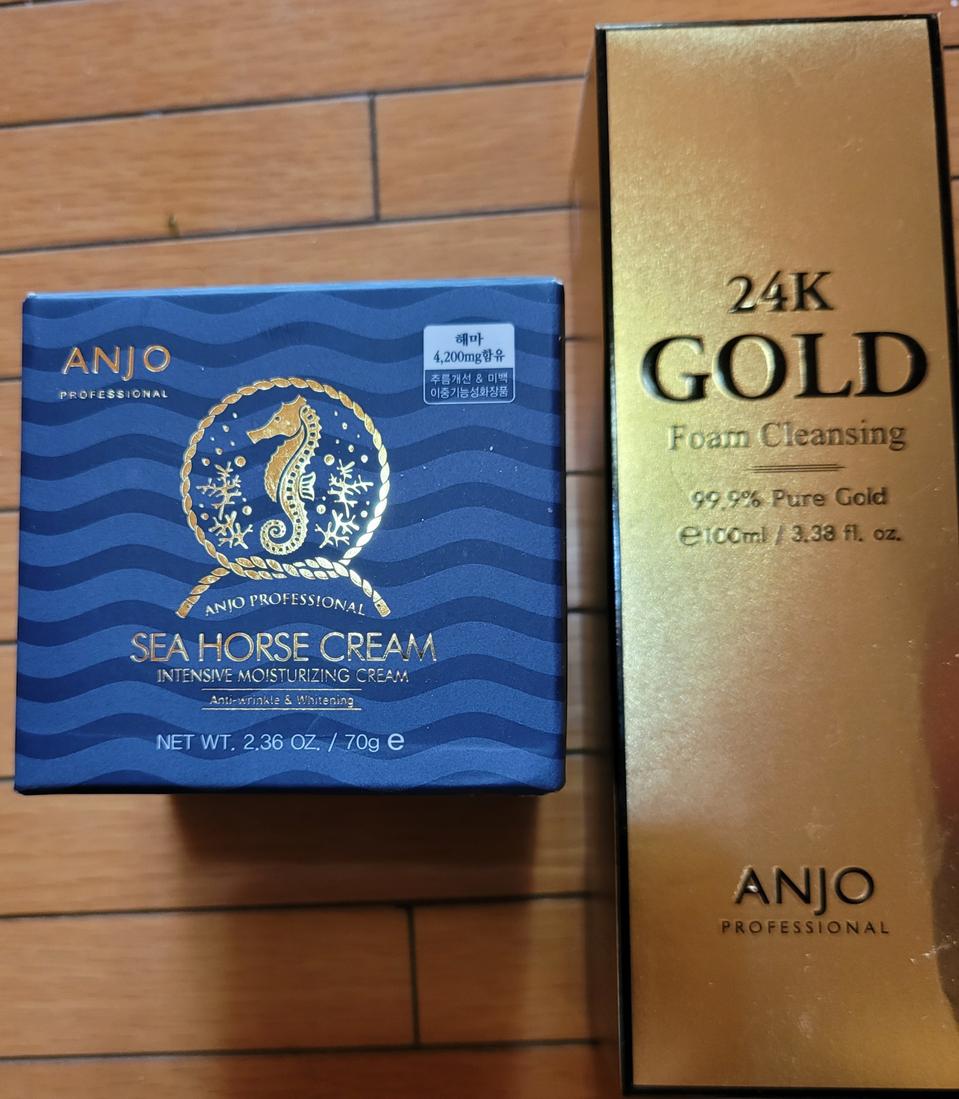 ANJO
PROFESSIONAL
해마
4,200mg함유
주름개선 & 미백
이중기능성화장품
ANJO PROFESSIONAL
SEA HORSE CREAM
INTENSIVE MOISTURIZING CREAM
Anti-wrinkle & Whitening
NET WT. 2.36 OZ. / 70g ℮
24K
GOLD
Foam Cleansing
99.9% Pure Gold
℮100ml / 3.38 fl. oz.
ANJO
PROFESSIONAL